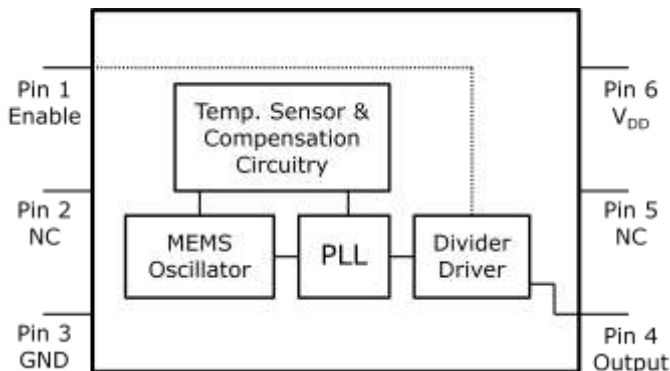 Pin 1
Enable
Pin 2
NC
Pin 3
GND
Temp. Sensor &
Compensation
Circuitry
MEMS
Oscillator
PLL
Divider
Driver
Pin 6
VDD
Pin 5
NC
Pin 4
Output